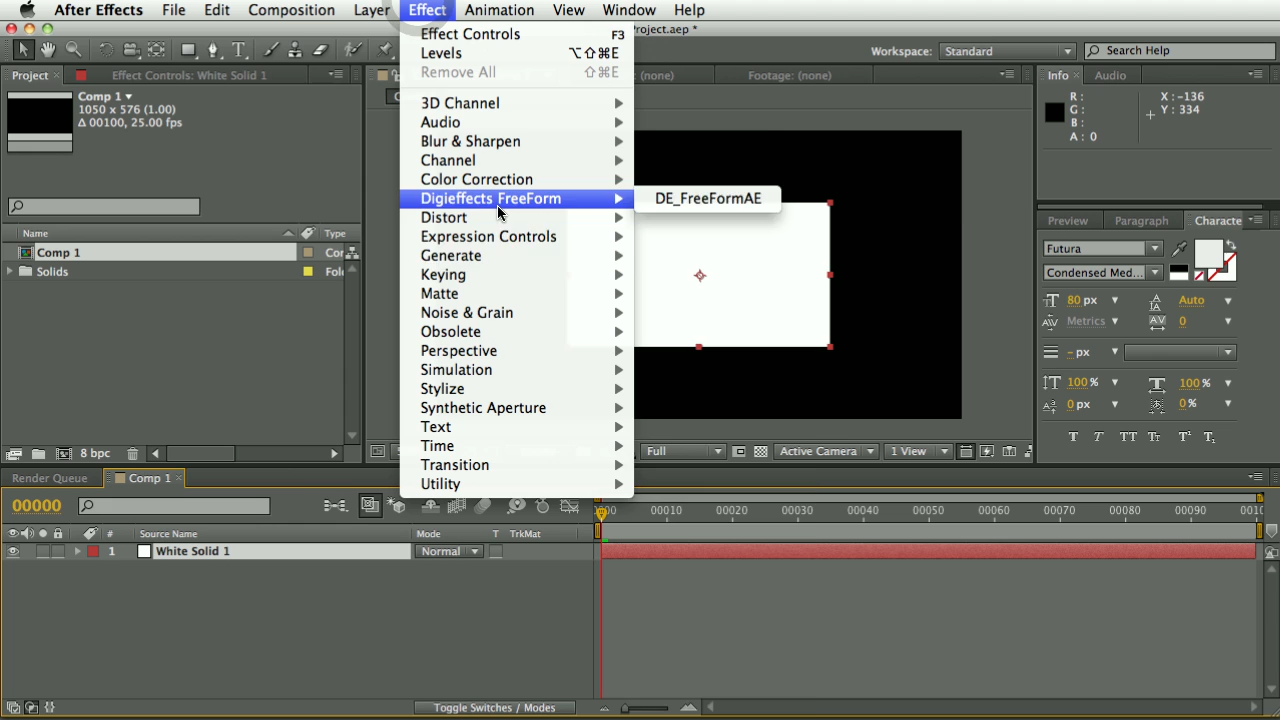 After Effects File Edit Composition Layer Effect Animation View Window Help
Project.aep *
Workspace: Standard Search Help
Project Effect Controls: White Solid 1
Comp 1
1050 x 576 (1.00)
Δ 00100, 25.00 fps
Name Type
Comp 1
Solids
8 bpc
Effect Controls F3
Levels ⌥⇧⌘E
Remove All ⇧⌘E
3D Channel
Audio
Blur & Sharpen
Channel
Color Correction
Digieffects FreeForm
Distort
Expression Controls
Generate
Keying
Matte
Noise & Grain
Obsolete
Perspective
Simulation
Stylize
Synthetic Aperture
Text
Time
Transition
Utility
DE_FreeFormAE
(none) Footage: (none)
Full Active Camera 1 View
Info Audio
R: X: -136
G: Y: 334
B:
A: 0
Preview Paragraph Characte
Futura
Condensed Med...
80 px Auto
Metrics 0
- px
100 % 100 %
0 px 0 %
T T TT Tt T¹ T₁
Render Queue Comp 1
00000
00010 00020 00030 00040 00050 00060 00070 00080 00090 0010
# Source Name Mode T TrkMat
1 White Solid 1 Normal
Toggle Switches / Modes